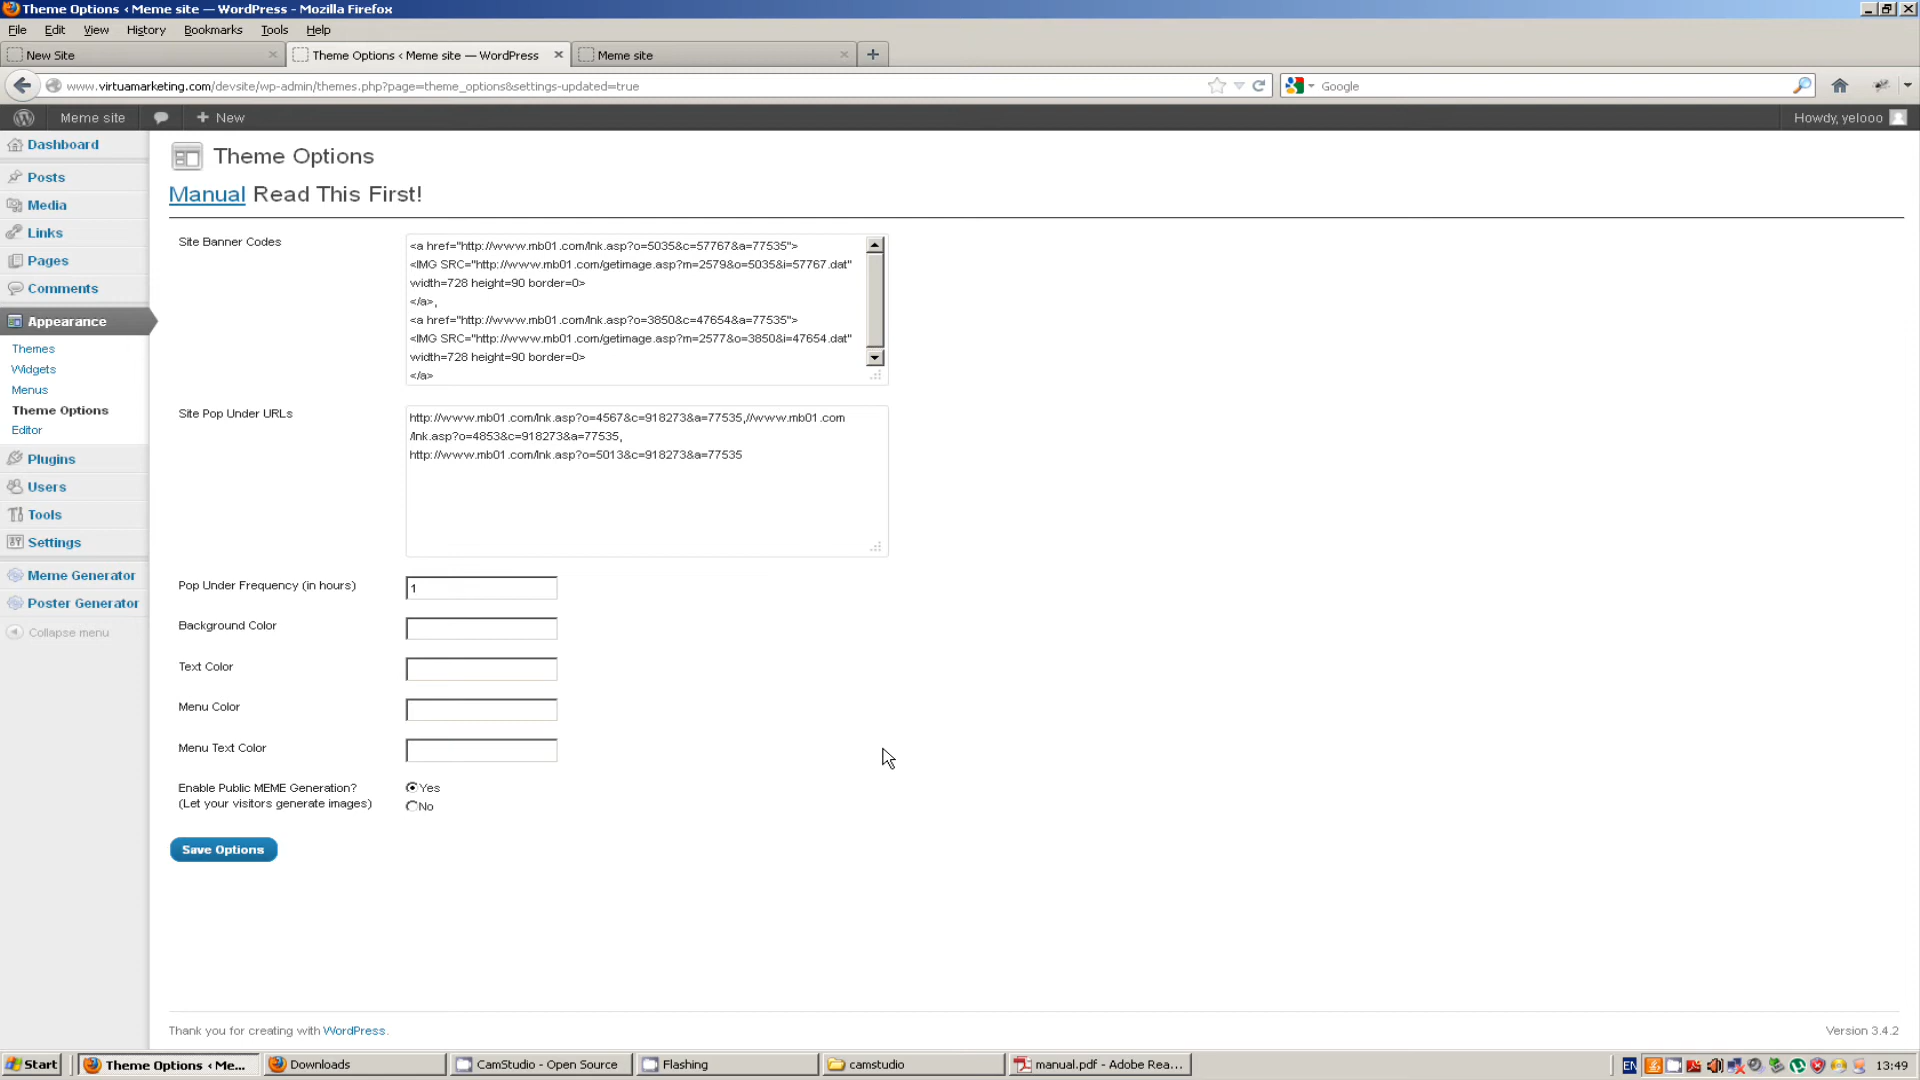 Theme Options ‹ Meme site — WordPress - Mozilla Firefox
File Edit View History Bookmarks Tools Help
New Site
Theme Options ‹ Meme site — WordPress
Meme site
www.virtuamarketing.com/devsite/wp-admin/themes.php?page=theme_options&settings-updated=true
Google
Meme site
New
Howdy, yelooo
Dashboard
Posts
Media
Links
Pages
Comments
Appearance
Themes
Widgets
Menus
Theme Options
Editor
Plugins
Users
Tools
Settings
Meme Generator
Poster Generator
Collapse menu
Theme Options
Manual Read This First!
Site Banner Codes
<a href="http://www.mb01.com/lnk.asp?o=5035&c=57767&a=77535">
<IMG SRC="http://www.mb01.com/getimage.asp?m=2579&o=5035&i=57767.dat"
width=728 height=90 border=0>
</a>,
<a href="http://www.mb01.com/lnk.asp?o=3850&c=47654&a=77535">
<IMG SRC="http://www.mb01.com/getimage.asp?m=2577&o=3850&i=47654.dat"
width=728 height=90 border=0>
</a>
Site Pop Under URLs
http://www.mb01.com/lnk.asp?o=4567&c=918273&a=77535,//www.mb01.com
/lnk.asp?o=4853&c=918273&a=77535,
http://www.mb01.com/lnk.asp?o=5013&c=918273&a=77535
Pop Under Frequency (in hours)
1
Background Color
Text Color
Menu Color
Menu Text Color
Enable Public MEME Generation?
(Let your visitors generate images)
Yes
No
Save Options
Thank you for creating with WordPress.
Version 3.4.2
Start
Theme Options ‹ Me...
Downloads
CamStudio - Open Source
Flashing
camstudio
manual.pdf - Adobe Rea...
EN
13:49